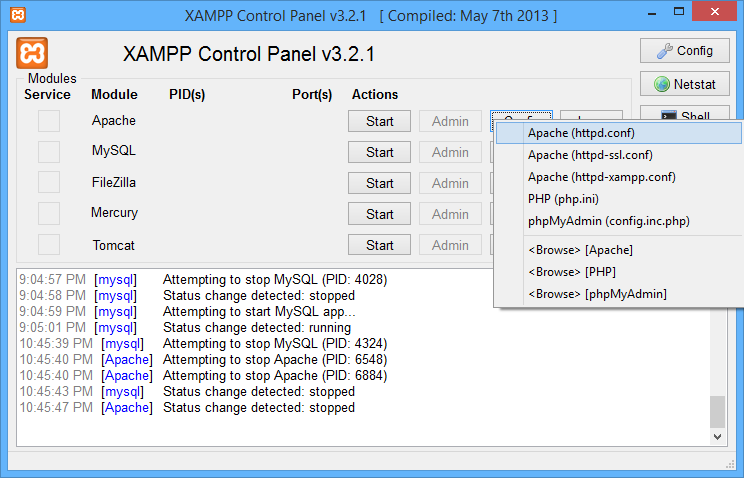 XAMPP Control Panel v3.2.1 [ Compiled: May 7th 2013 ]
XAMPP Control Panel v3.2.1
Config
Netstat
Shell
Modules
Service Module PID(s) Port(s) Actions
Apache Start Admin
MySQL Start Admin
FileZilla Start Admin
Mercury Start Admin
Tomcat Start Admin
Apache (httpd.conf)
Apache (httpd-ssl.conf)
Apache (httpd-xampp.conf)
PHP (php.ini)
phpMyAdmin (config.inc.php)
<Browse> [Apache]
<Browse> [PHP]
<Browse> [phpMyAdmin]
9:04:57 PM [mysql] Attempting to stop MySQL (PID: 4028)
9:04:58 PM [mysql] Status change detected: stopped
9:04:59 PM [mysql] Attempting to start MySQL app...
9:05:01 PM [mysql] Status change detected: running
10:45:39 PM [mysql] Attempting to stop MySQL (PID: 4324)
10:45:40 PM [Apache] Attempting to stop Apache (PID: 6548)
10:45:40 PM [Apache] Attempting to stop Apache (PID: 6884)
10:45:43 PM [mysql] Status change detected: stopped
10:45:47 PM [Apache] Status change detected: stopped